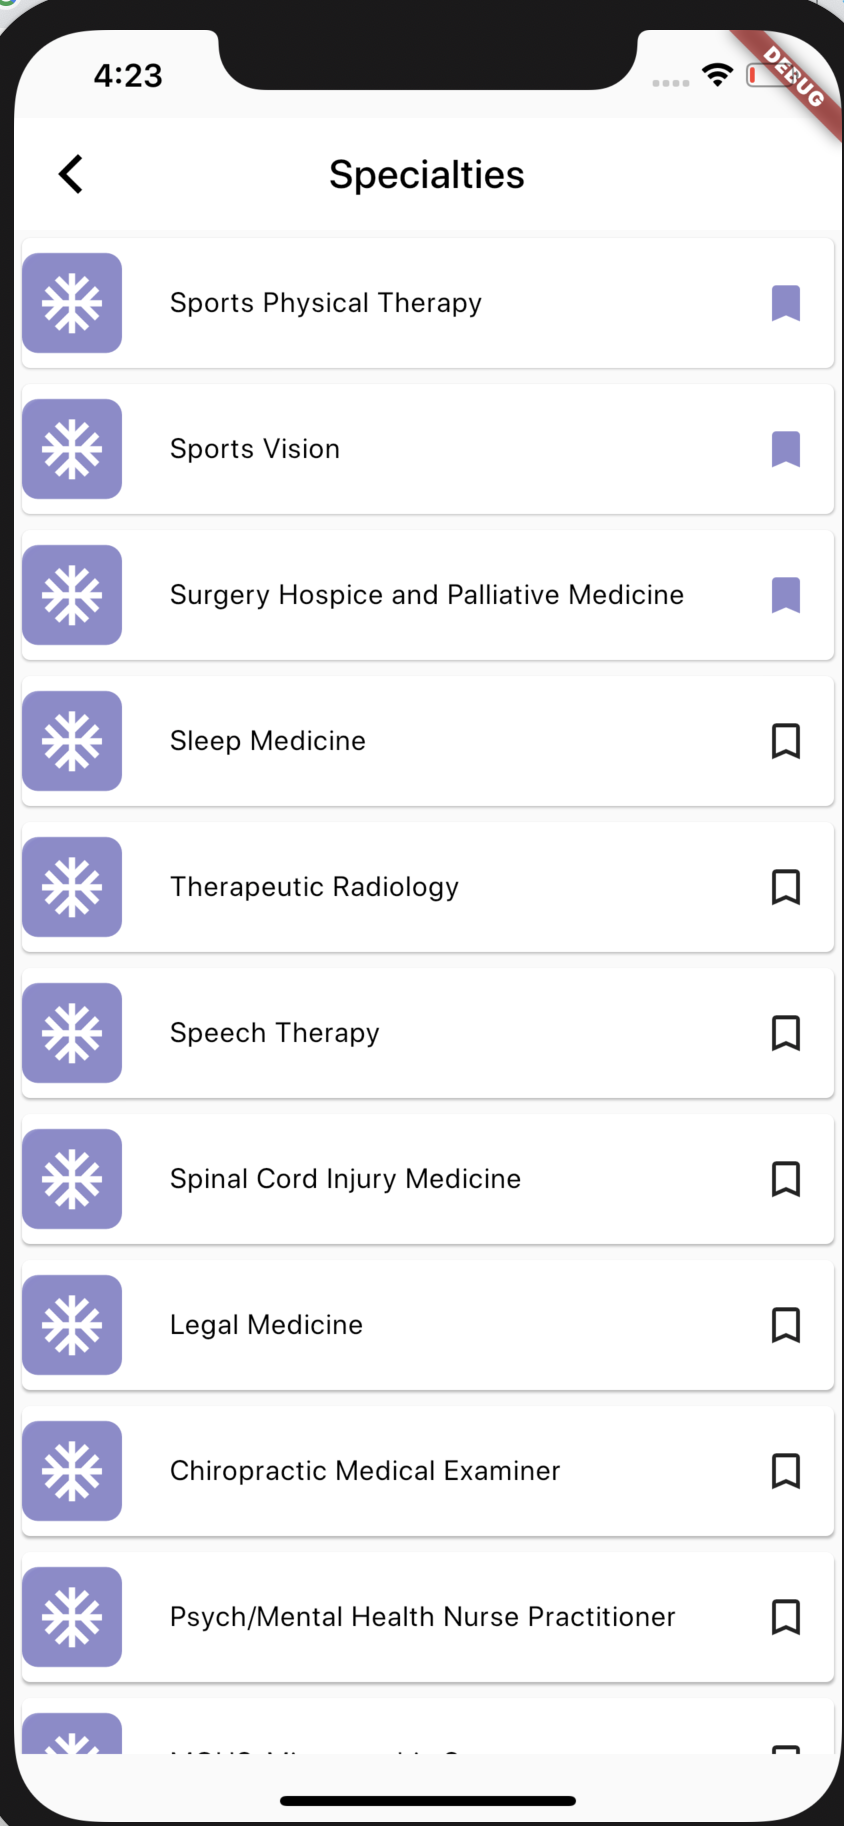 4:23
DEBUG
Specialties
Sports Physical Therapy
Sports Vision
Surgery Hospice and Palliative Medicine
Sleep Medicine
Therapeutic Radiology
Speech Therapy
Spinal Cord Injury Medicine
Legal Medicine
Chiropractic Medical Examiner
Psych/Mental Health Nurse Practitioner